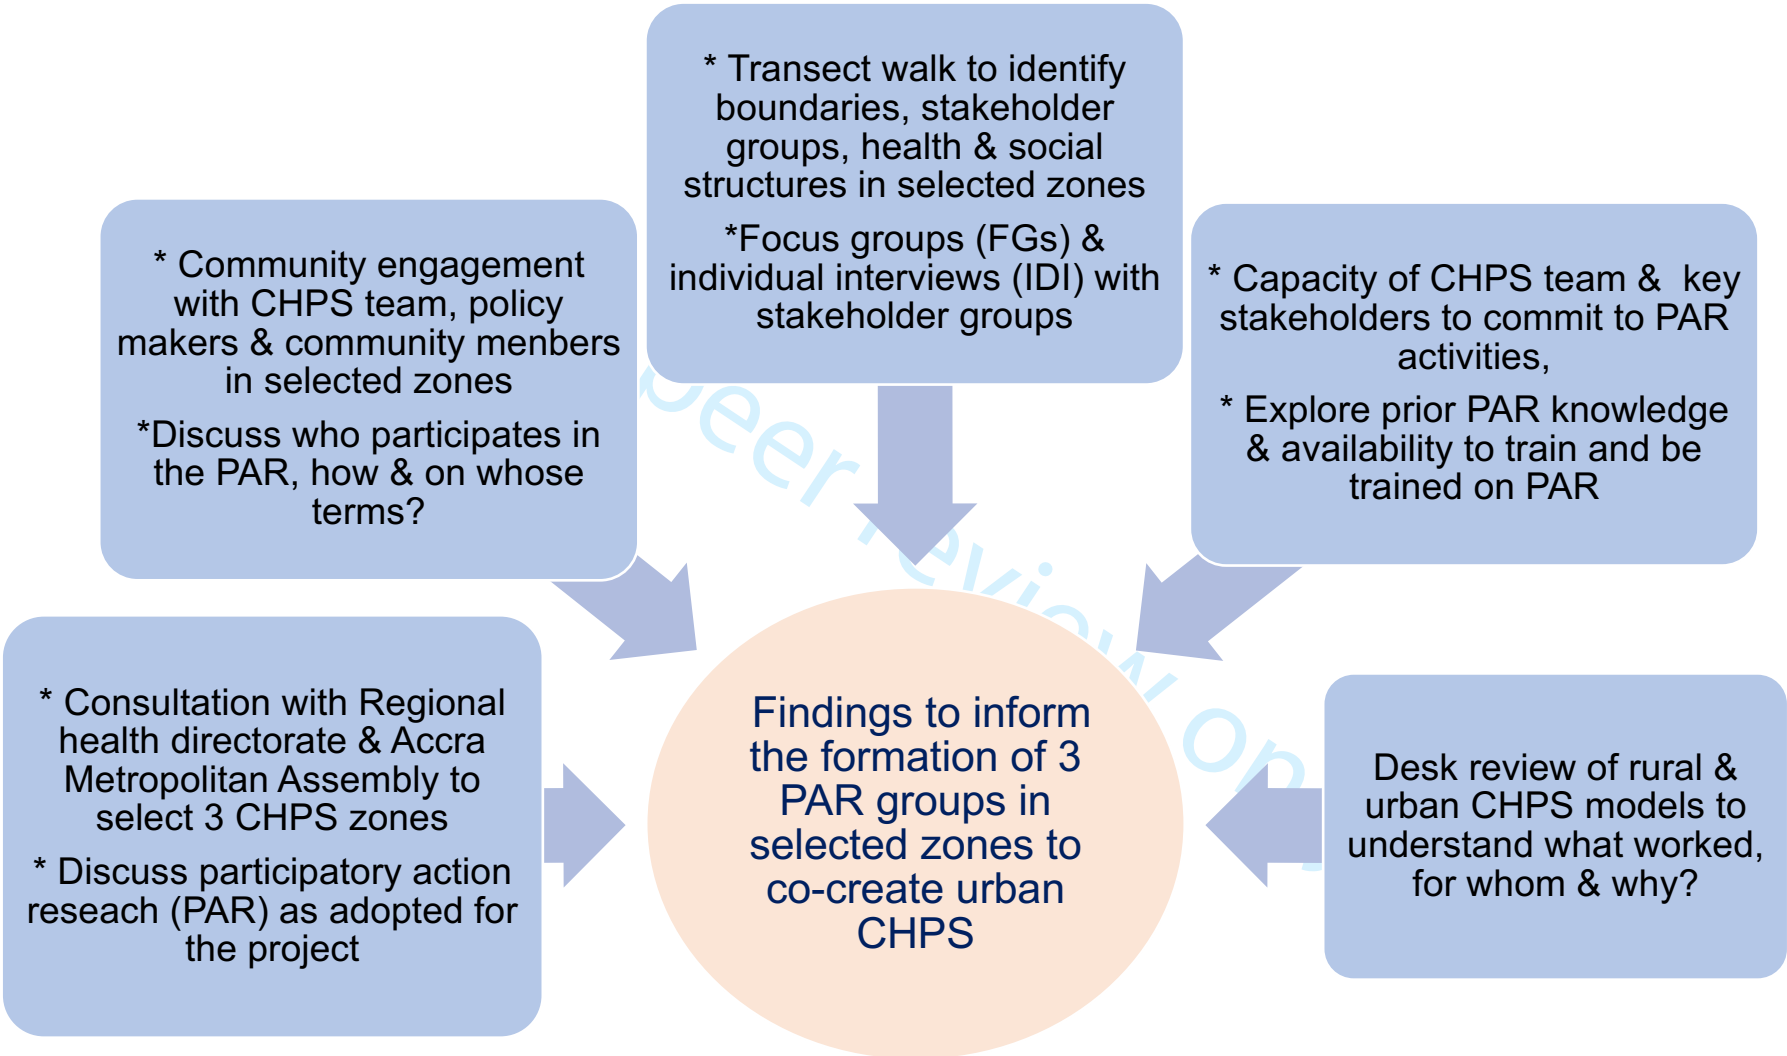 * Transect walk to identify
boundaries, stakeholder
groups, health & social
structures in selected zones
*Focus groups (FGs) &
individual interviews (IDI) with
stakeholder groups
* Community engagement
with CHPS team, policy
makers & community menbers
in selected zones
*Discuss who participates in
the PAR, how & on whose
terms?
* Capacity of CHPS team &  key
stakeholders to commit to PAR
activities,
* Explore prior PAR knowledge
& availability to train and be
trained on PAR
* Consultation with Regional
health directorate & Accra
Metropolitan Assembly to
select 3 CHPS zones
* Discuss participatory action
reseach (PAR) as adopted for
the project
Findings to inform
the formation of 3
PAR groups in
selected zones to
co-create urban
CHPS
Desk review of rural &
urban CHPS models to
understand what worked,
for whom & why?
peer review